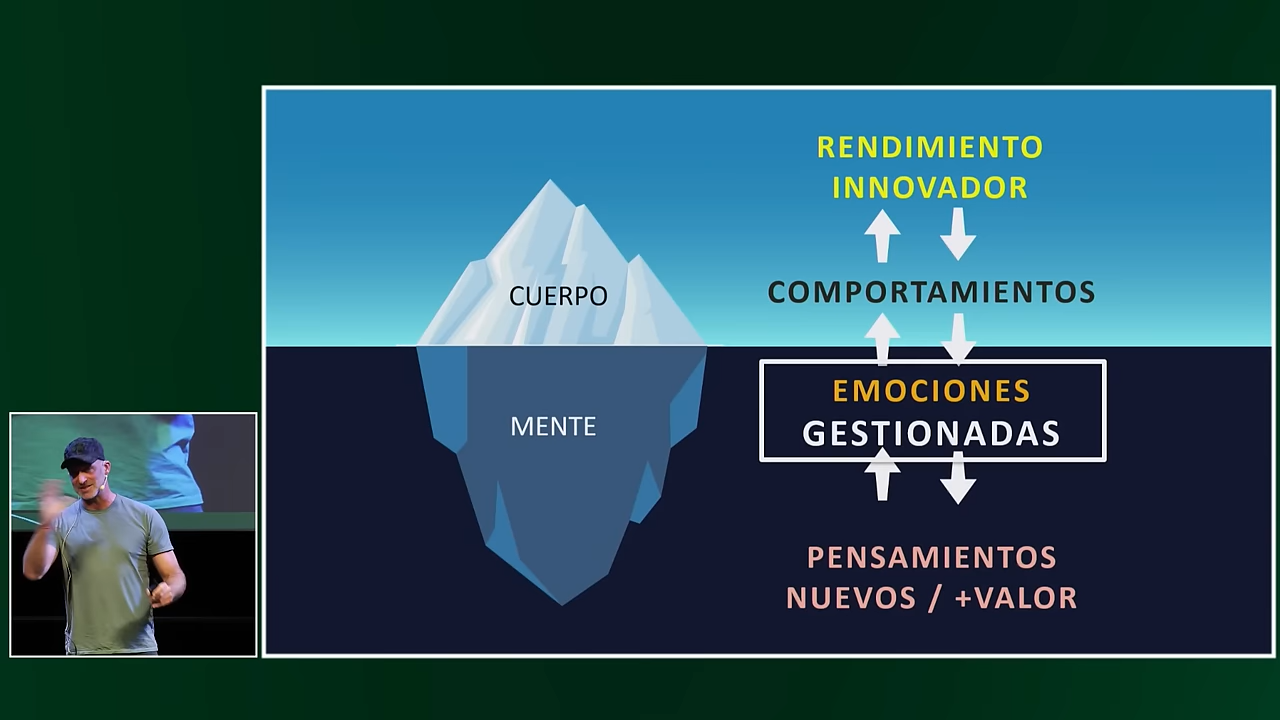 RENDIMIENTO
INNOVADOR
CUERPO
COMPORTAMIENTOS
EMOCIONES
GESTIONADAS
MENTE
PENSAMIENTOS
NUEVOS / +VALOR